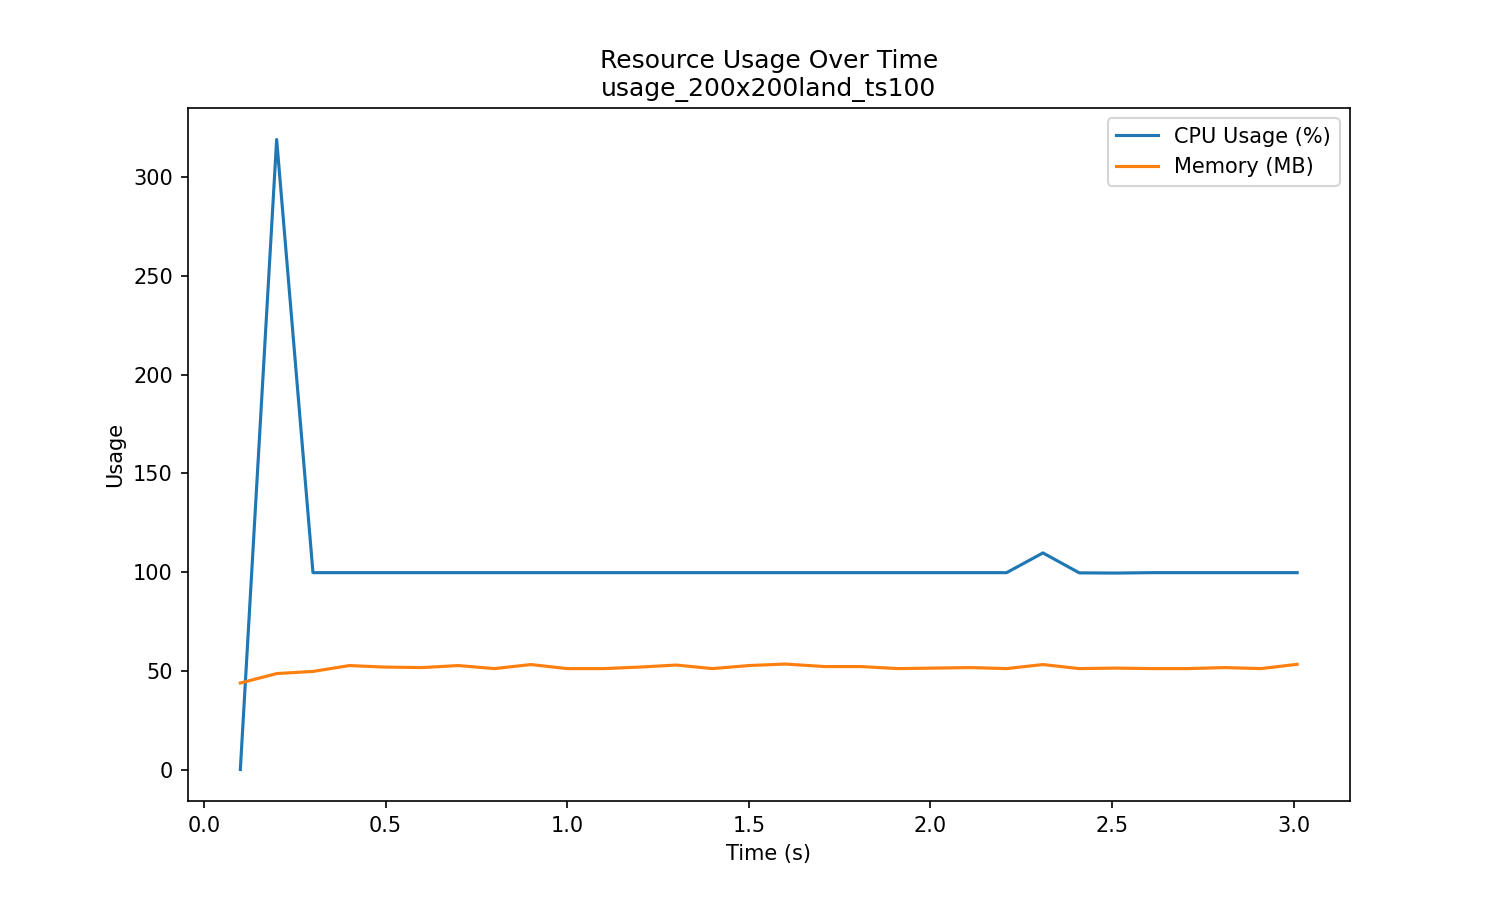 Resource Usage Over Time
usage_200x200land_ts100
CPU Usage (%)
Memory (MB)
300
250
200
150
100
50
0
Usage
0.0 0.5 1.0 1.5 2.0 2.5 3.0
Time (s)